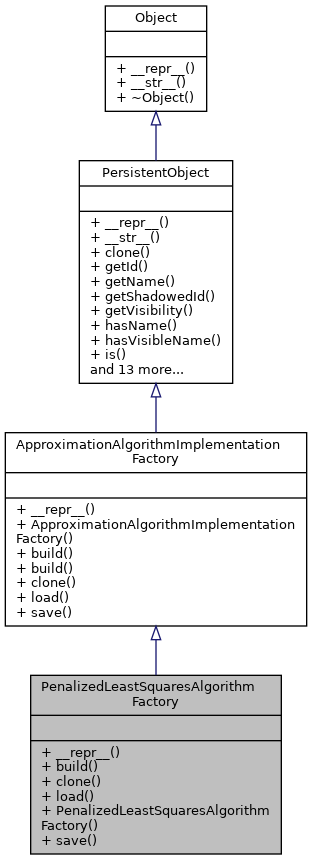 Object
+ __repr__()
+ __str__()
+ ~Object()
PersistentObject
+ __repr__()
+ __str__()
+ clone()
+ getId()
+ getName()
+ getShadowedId()
+ getVisibility()
+ hasName()
+ hasVisibleName()
+ is()
and 13 more...
ApproximationAlgorithmImplementation
Factory
+ __repr__()
+ ApproximationAlgorithmImplementation
Factory()
+ build()
+ build()
+ clone()
+ load()
+ save()
PenalizedLeastSquaresAlgorithm
Factory
+ __repr__()
+ build()
+ clone()
+ load()
+ PenalizedLeastSquaresAlgorithm
Factory()
+ save()